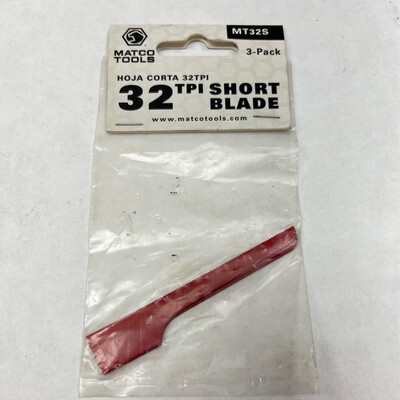 MT32S
MATCO
TOOLS
3-Pack
HOJA CORTA 32TPI
32 TPI SHORT
BLADE
www.matcotools.com